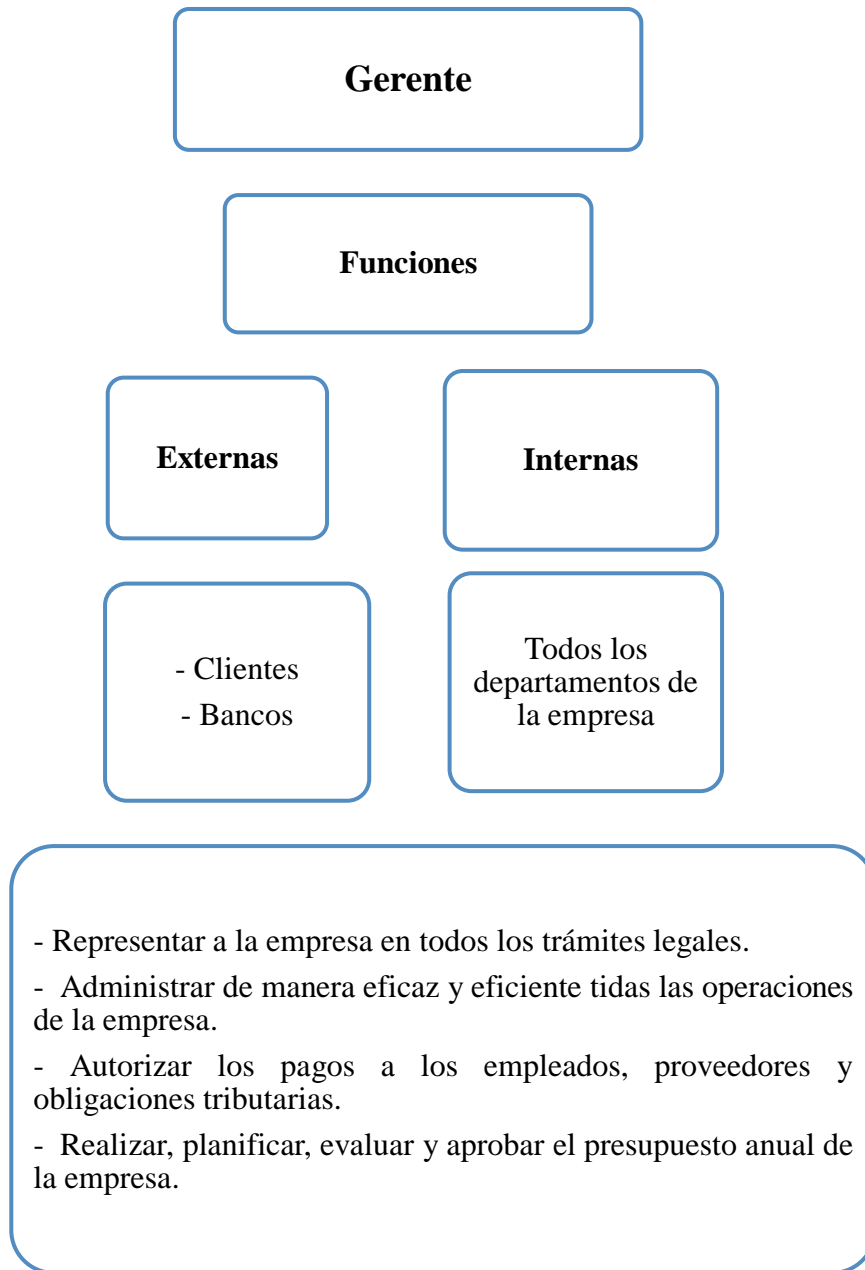 Gerente
Funciones
Externas
Internas
- Clientes
- Bancos
Todos los
departamentos de
la empresa
- Representar a la empresa en todos los trámites legales.
- Administrar de manera eficaz y eficiente tidas las operaciones
de la empresa.
- Autorizar los pagos a los empleados, proveedores y
obligaciones tributarias.
- Realizar, planificar, evaluar y aprobar el presupuesto anual de
la empresa.